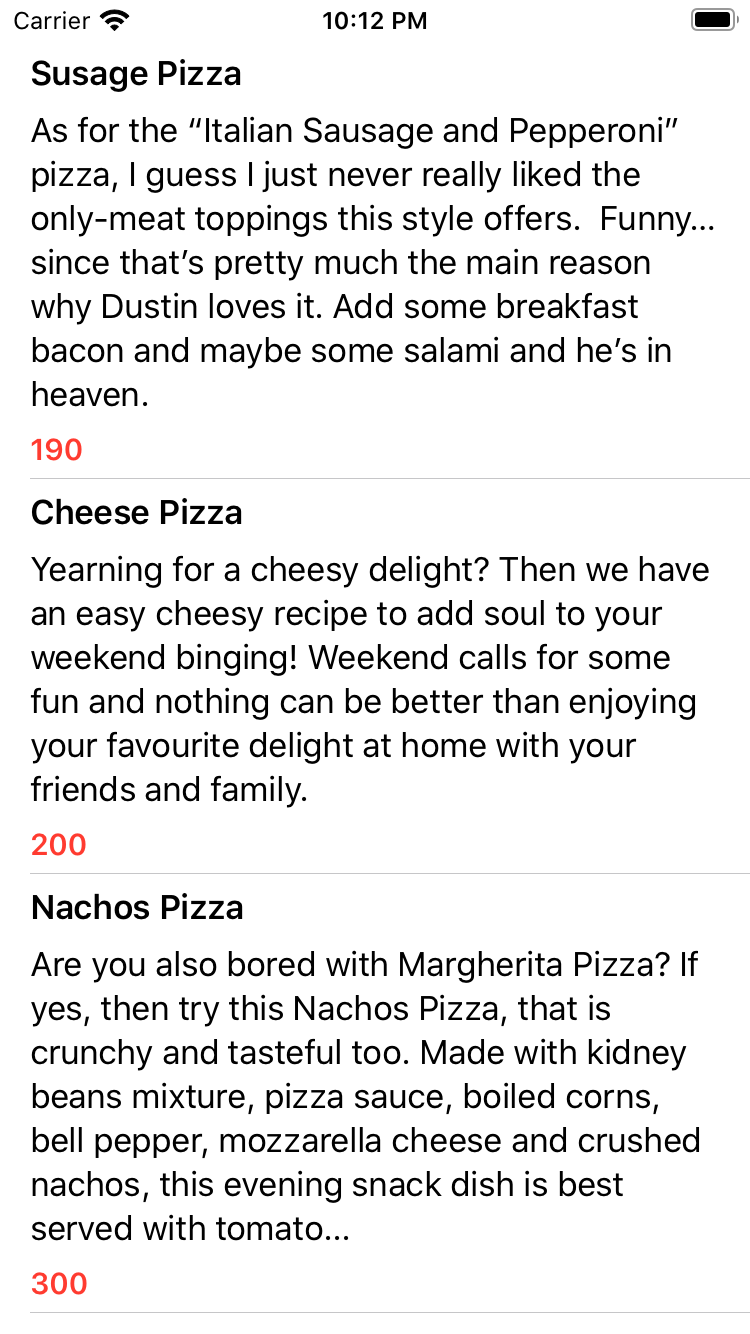 Carrier 10:12 PM
Susage Pizza
As for the “Italian Sausage and Pepperoni”
pizza, I guess I just never really liked the
only-meat toppings this style offers.  Funny…
since that’s pretty much the main reason
why Dustin loves it. Add some breakfast
bacon and maybe some salami and he’s in
heaven.
190
Cheese Pizza
Yearning for a cheesy delight? Then we have
an easy cheesy recipe to add soul to your
weekend binging! Weekend calls for some
fun and nothing can be better than enjoying
your favourite delight at home with your
friends and family.
200
Nachos Pizza
Are you also bored with Margherita Pizza? If
yes, then try this Nachos Pizza, that is
crunchy and tasteful too. Made with kidney
beans mixture, pizza sauce, boiled corns,
bell pepper, mozzarella cheese and crushed
nachos, this evening snack dish is best
served with tomato…
300